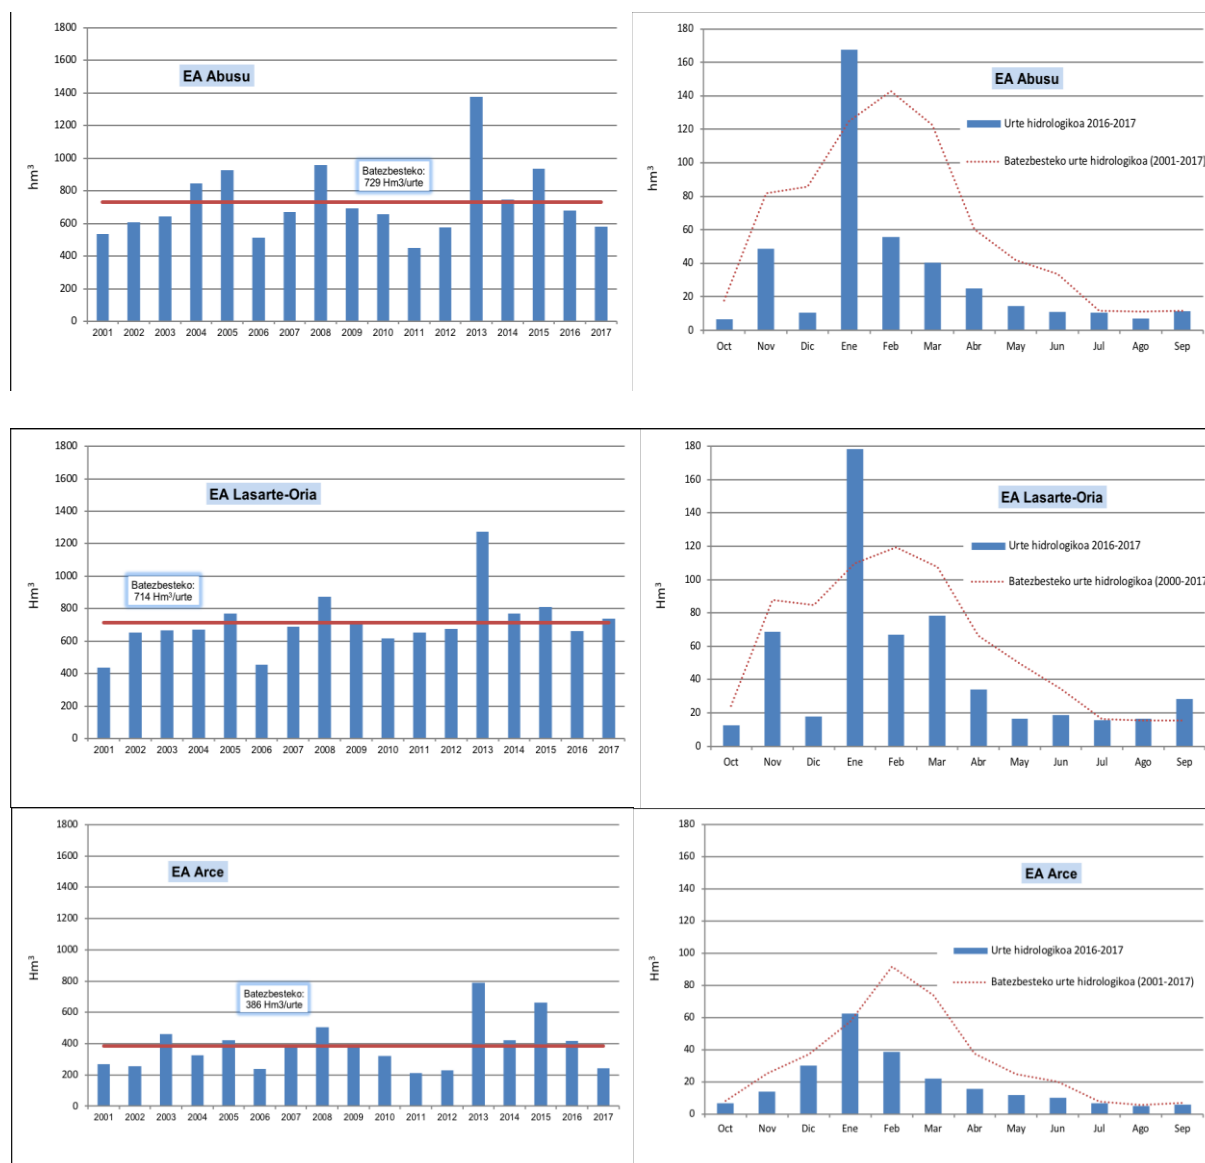 1800
1600
1400
1200
1000
800
600
400
200
0
hm³
EA Abusu
Batezbesteko:
729 Hm3/urte
2001 2002 2003 2004 2005 2006 2007 2008 2009 2010 2011 2012 2013 2014 2015 2016 2017
180
160
140
120
100
80
60
40
20
0
hm³
EA Abusu
Urte hidrologikoa 2016-2017
Batezbesteko urte hidrologikoa (2001-2017)
Oct Nov Dic Ene Feb Mar Abr May Jun Jul Ago Sep
1800
1600
1400
1200
1000
800
600
400
200
0
Hm³
EA Lasarte-Oria
Batezbesteko:
714 Hm³/urte
2001 2002 2003 2004 2005 2006 2007 2008 2009 2010 2011 2012 2013 2014 2015 2016 2017
180
160
140
120
100
80
60
40
20
0
Hm³
EA Lasarte-Oria
Urte hidrologikoa 2016-2017
Batezbesteko urte hidrologikoa (2000-2017
Oct Nov Dic Ene Feb Mar Abr May Jun Jul Ago Sep
1800
1600
1400
1200
1000
800
600
400
200
0
Hm³
EA Arce
Batezbesteko:
386 Hm3/urte
2001 2002 2003 2004 2005 2006 2007 2008 2009 2010 2011 2012 2013 2014 2015 2016 2017
180
160
140
120
100
80
60
40
20
0
Hm³
EA Arce
Urte hidrologikoa 2016-2017
Batezbesteko urte hidrologikoa (2001-2017)
Oct Nov Dic Ene Feb Mar Abr May Jun Jul Ago Sep